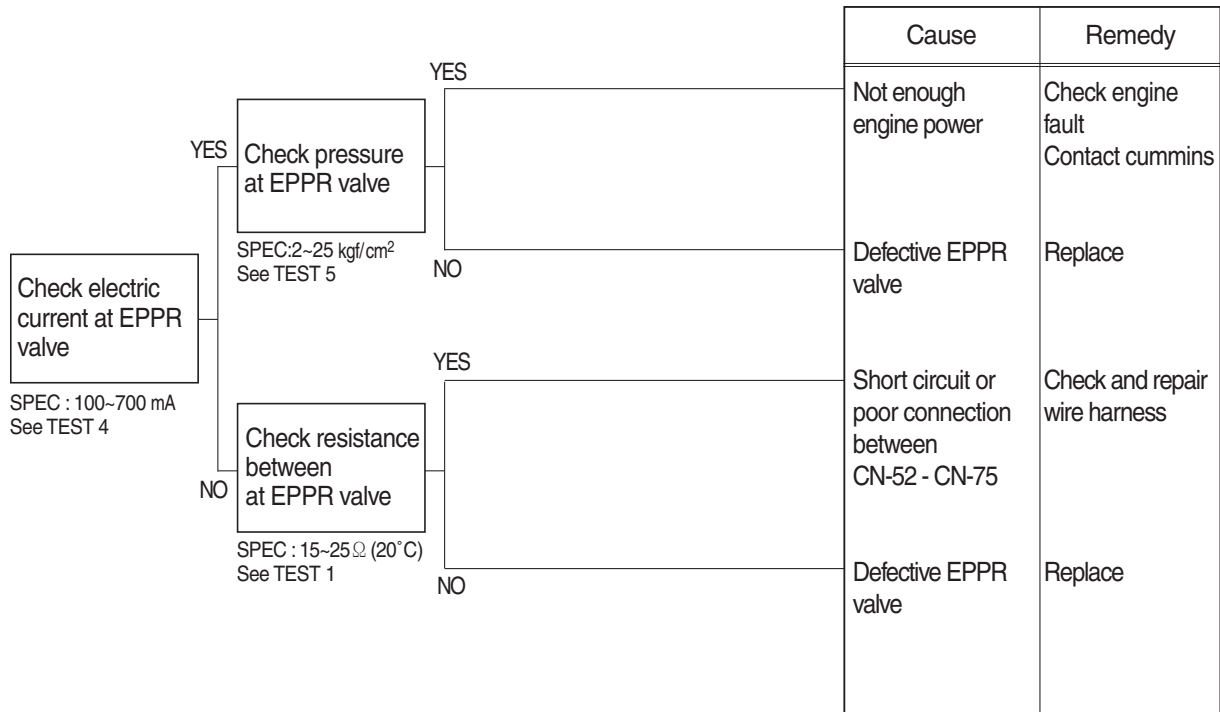 Cause
Remedy
YES
Not enough
engine power
Check engine
fault
Contact cummins
YES
Check pressure
at EPPR valve
SPEC:2~25 kgf/cm²
See TEST 5
NO
Defective EPPR
valve
Replace
Check electric
current at EPPR
valve
SPEC : 100~700 mA
See TEST 4
YES
Short circuit or
poor connection
between
CN-52 - CN-75
Check and repair
wire harness
NO
Check resistance
between
at EPPR valve
SPEC : 15~25Ω (20˚C)
See TEST 1
NO
Defective EPPR
valve
Replace